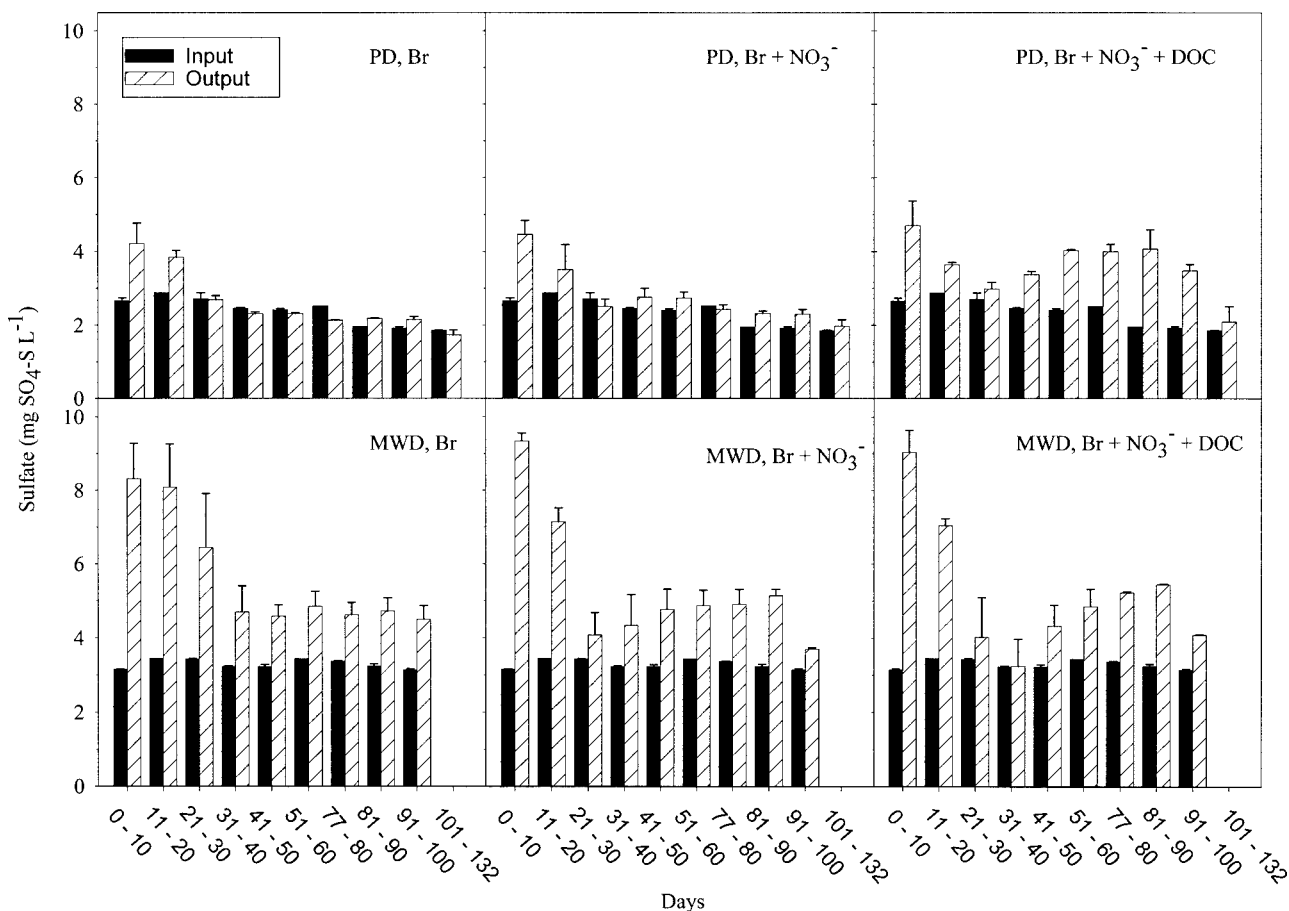 10
8
6
4
2
0
Input
Output
PD, Br
PD, Br + NO3-
PD, Br + NO3- + DOC
10
8
6
4
2
0
MWD, Br
MWD, Br + NO3-
MWD, Br + NO3- + DOC
Sulfate (mg SO4-S L-1)
0 - 10
11 - 20
21 - 30
31 - 40
41 - 50
51 - 60
77 - 80
81 - 90
91 - 100
101 - 132
0 - 10
11 - 20
21 - 30
31 - 40
41 - 50
51 - 60
77 - 80
81 - 90
91 - 100
101 - 132
0 - 10
11 - 20
21 - 30
31 - 40
41 - 50
51 - 60
77 - 80
81 - 90
91 - 100
101 - 132
Days